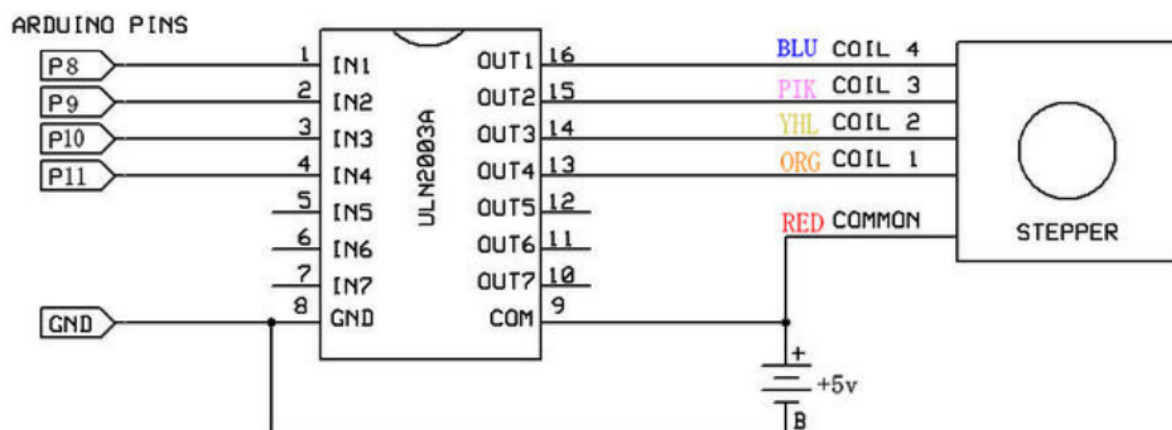 ARDUINO PINS
P8 1 IN1 OUT1 16 BLU COIL 4
P9 2 IN2 OUT2 15 PIK COIL 3
P10 3 IN3 OUT3 14 YHL COIL 2
P11 4 IN4 OUT4 13 ORG COIL 1
5 IN5 OUT5 12
ULN2003A
RED COMMON
STEPPER
6 IN6 OUT6 11
7 IN7 OUT7 10
GND 8 GND COM 9
+
+5v
B